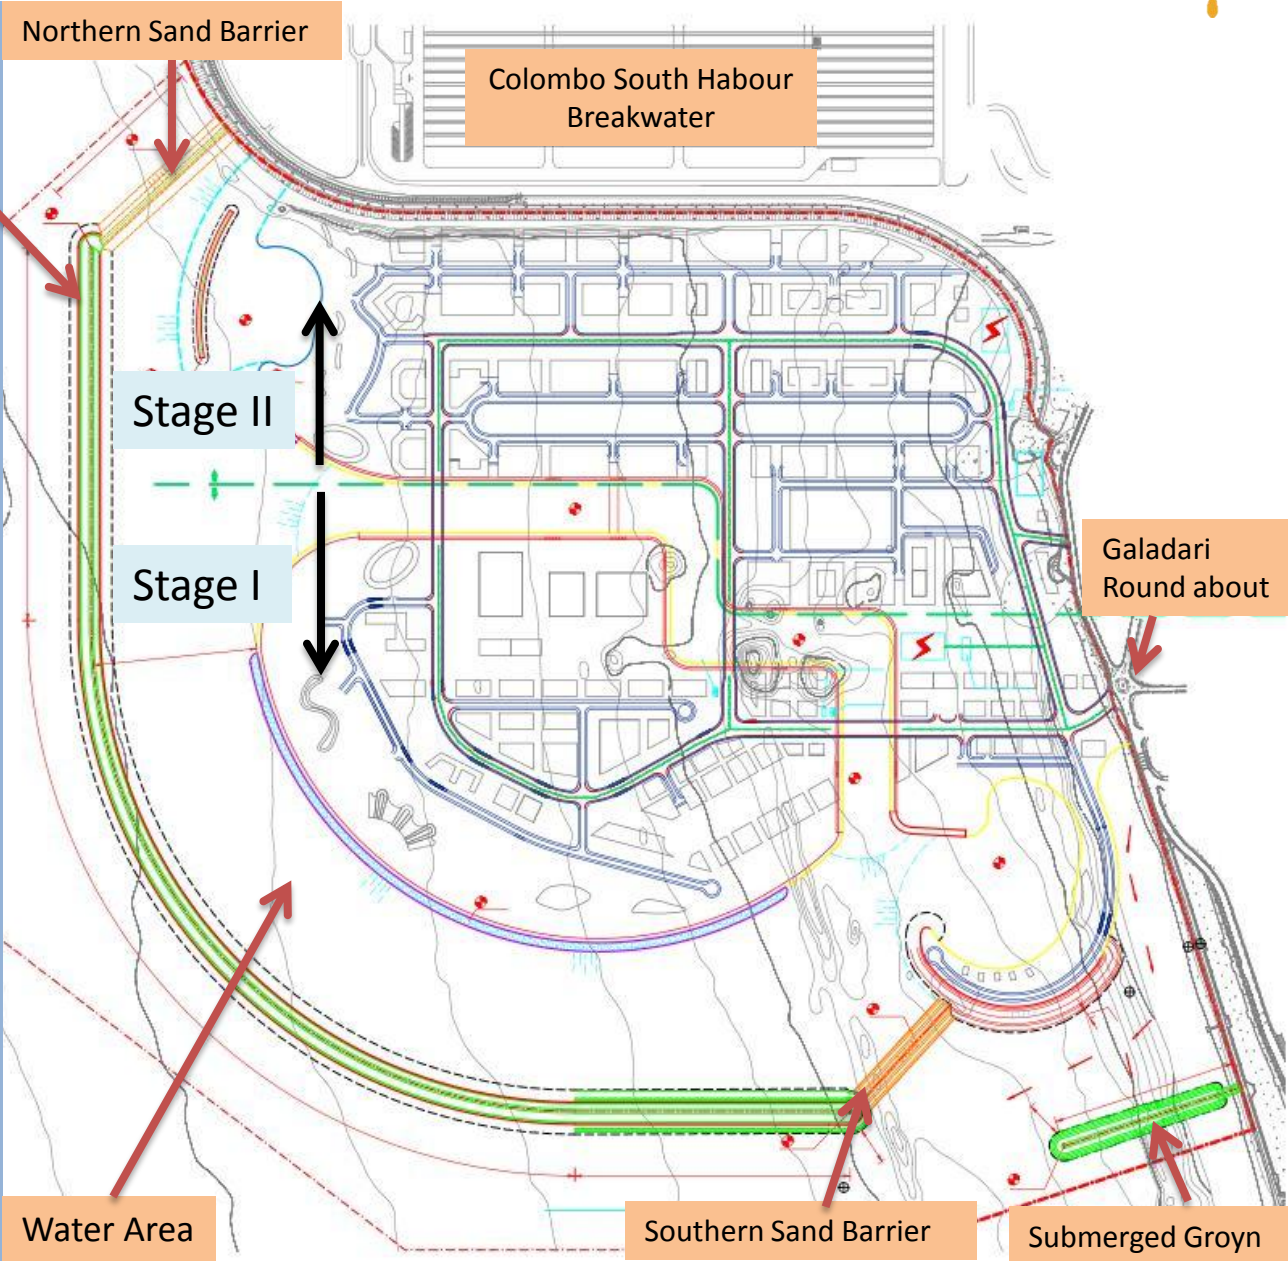 Northern Sand Barrier
Colombo South Habour
Breakwater
Stage II
Stage I
Galadari
Round about
Water Area
Southern Sand Barrier
Submerged Groyn